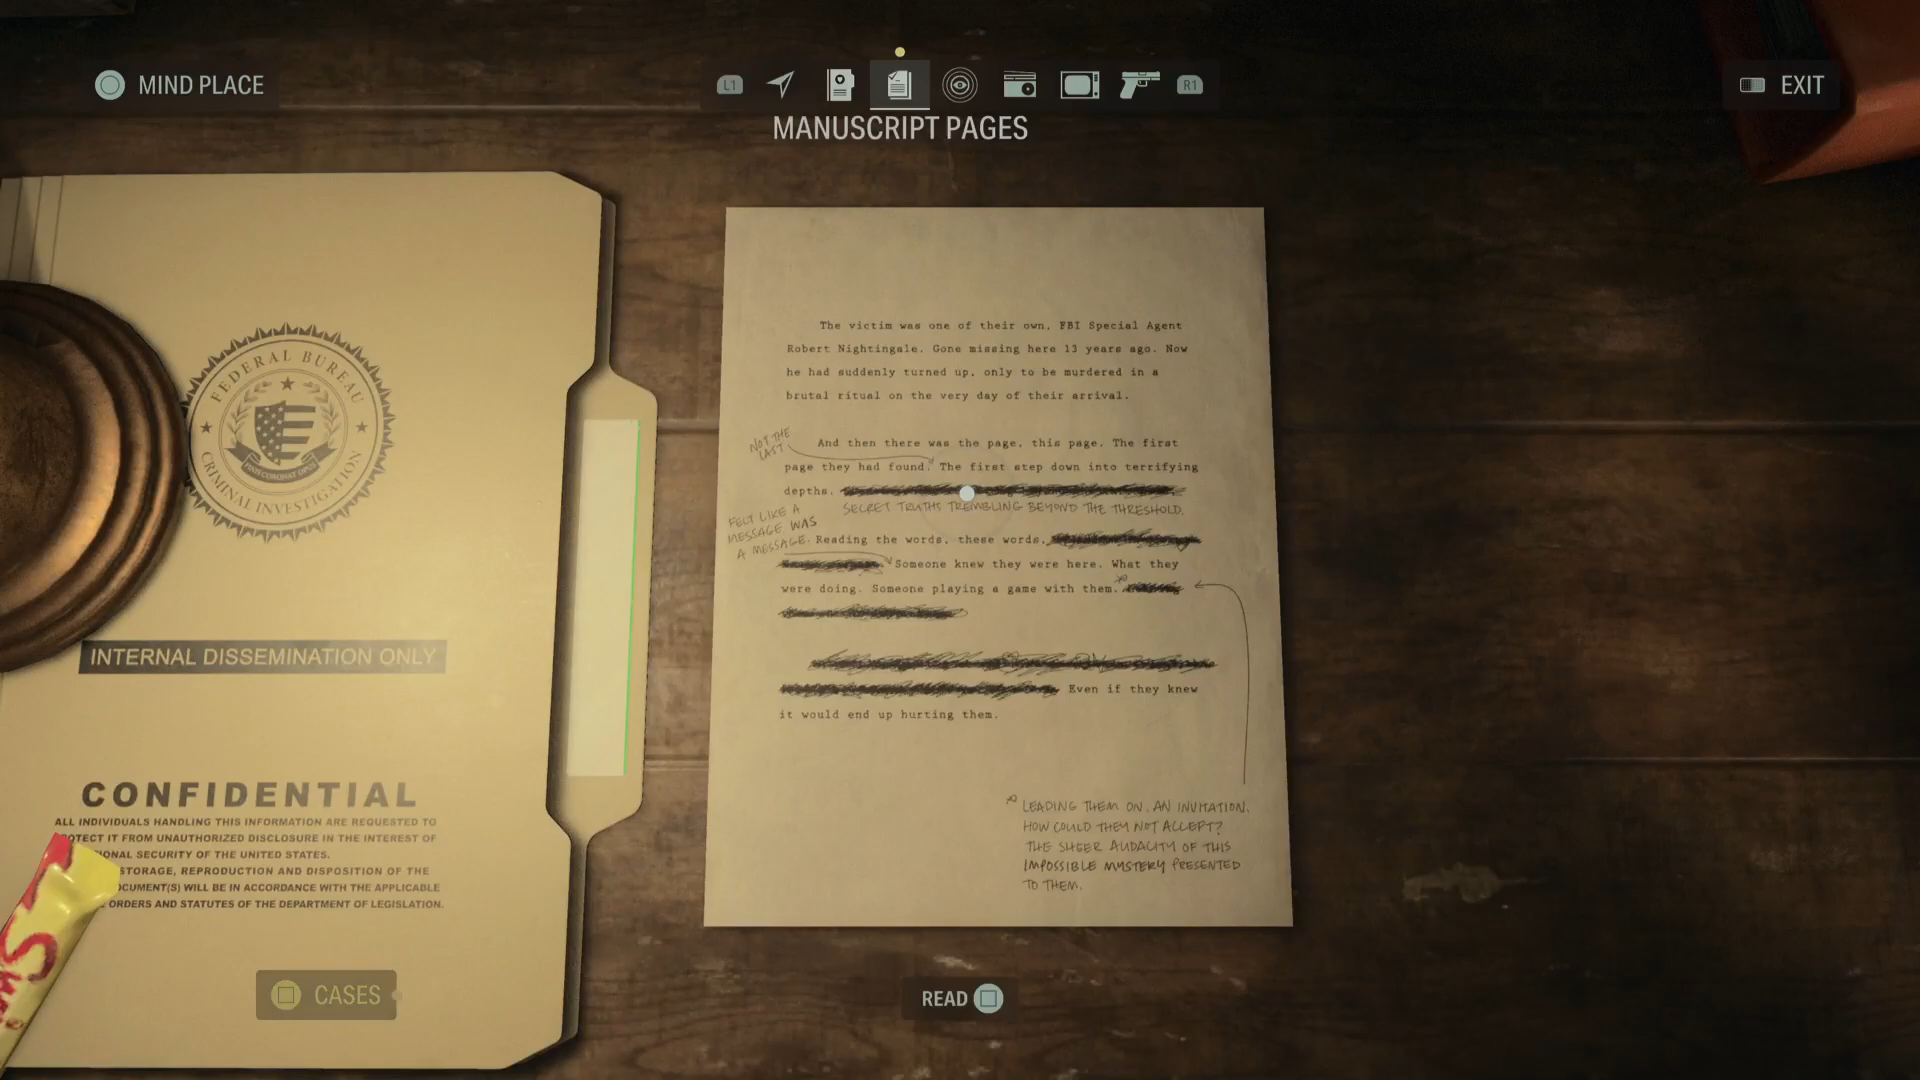 MIND PLACE
L1
R1
EXIT
MANUSCRIPT PAGES
FEDERAL BUREAU
CRIMINAL INVESTIGATION
INTERNAL DISSEMINATION ONLY
CONFIDENTIAL
ALL INDIVIDUALS HANDLING THIS INFORMATION ARE REQUESTED TO
OTECT IT FROM UNAUTHORIZED DISCLOSURE IN THE INTEREST OF
IONAL SECURITY OF THE UNITED STATES.
STORAGE, REPRODUCTION AND DISPOSITION OF THE
OCUMENT(S) WILL BE IN ACCORDANCE WITH THE APPLICABLE
ORDERS AND STATUTES OF THE DEPARTMENT OF LEGISLATION.
CASES
The victim was one of their own, FBI Special Agent
Robert Nightingale. Gone missing here 13 years ago. Now
he had suddenly turned up, only to be murdered in a
brutal ritual on the very day of their arrival.
NOT THE
LAST
And then there was the page, this page. The first
page they had found. The first step down into terrifying
depths.
SECRET TRUTHS TREMBLING BEYOND THE THRESHOLD.
FELT LIKE A
MESSAGE. WAS
A MESSAGE.
Reading the words, these words,
Someone knew they were here. What they
were doing. Someone playing a game with them.
Even if they knew
it would end up hurting them.
LEADING THEM ON. AN INVITATION.
HOW COULD THEY NOT ACCEPT?
THE SHEER AUDACITY OF THIS
IMPOSSIBLE MYSTERY PRESENTED
TO THEM.
READ